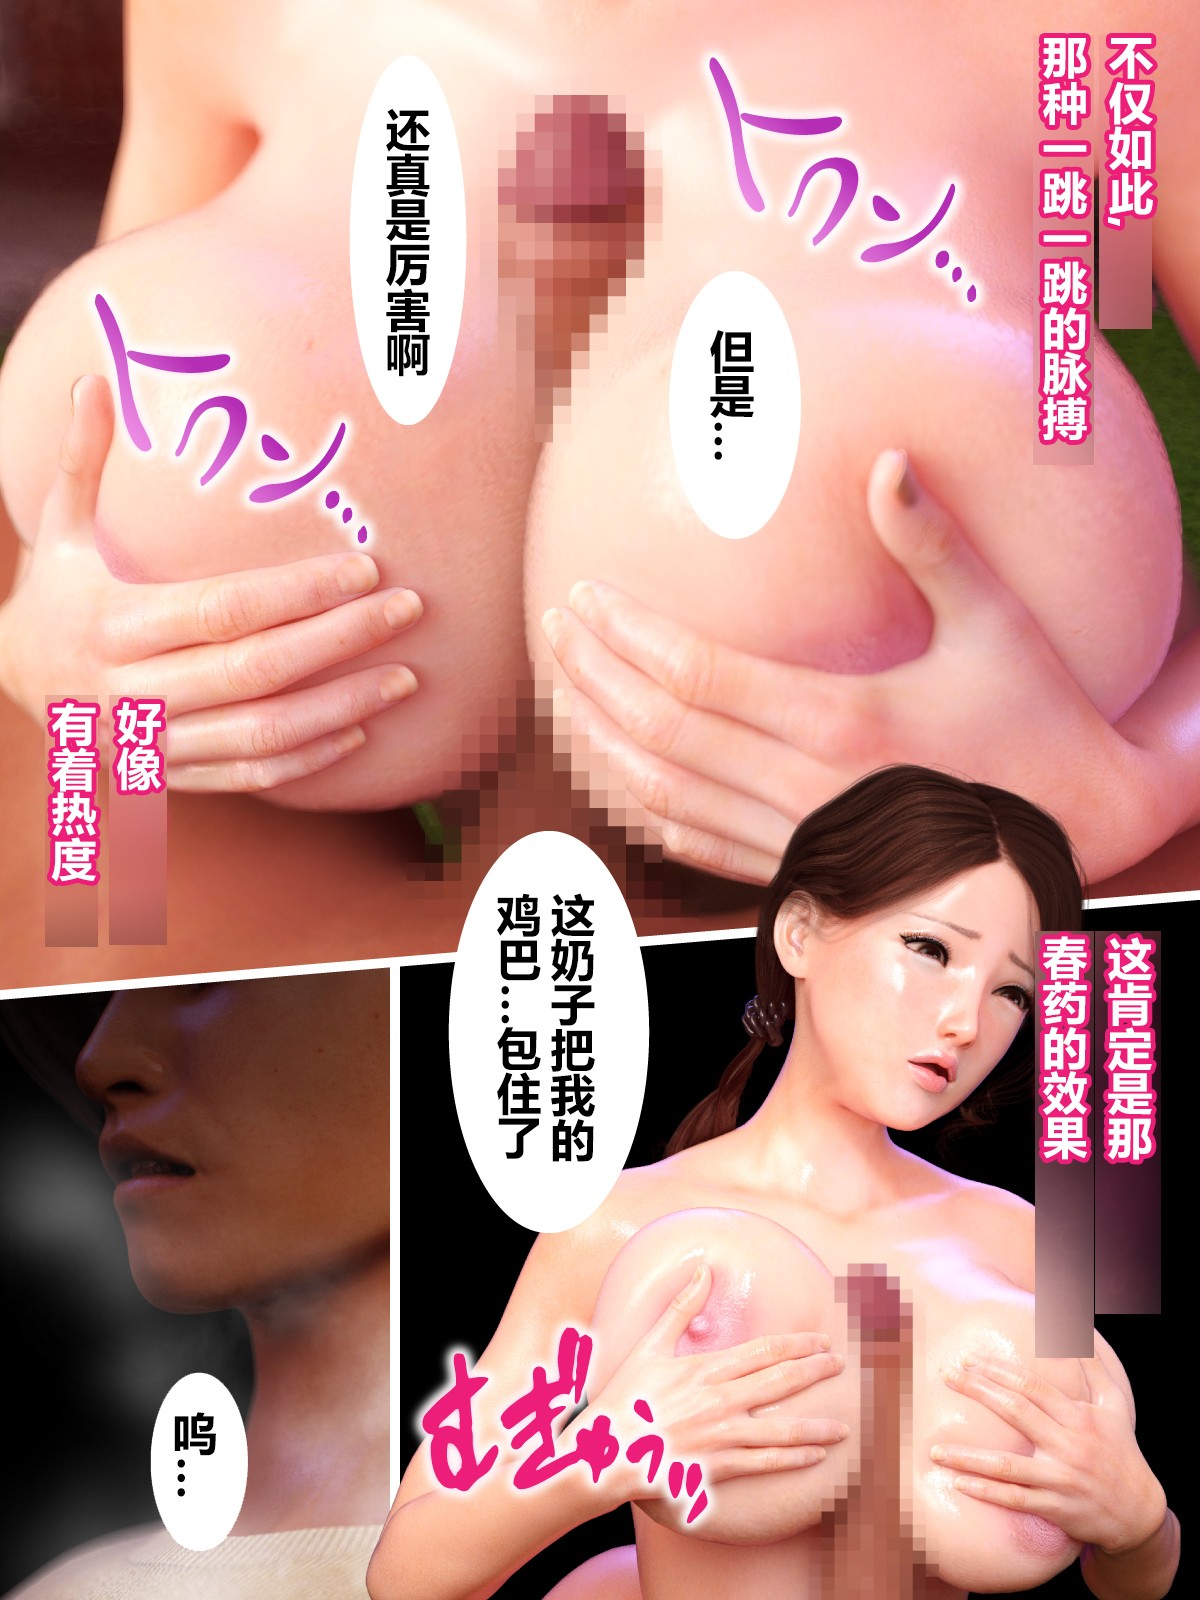 不仅如此,
那种一跳一跳的脉搏
トクン…
但是…
还真是厉害啊
トクン…
好像
有着热度
这肯定是那
春药的效果
这奶子把我的
鸡巴…包住了
むぎゅうッ
呜…